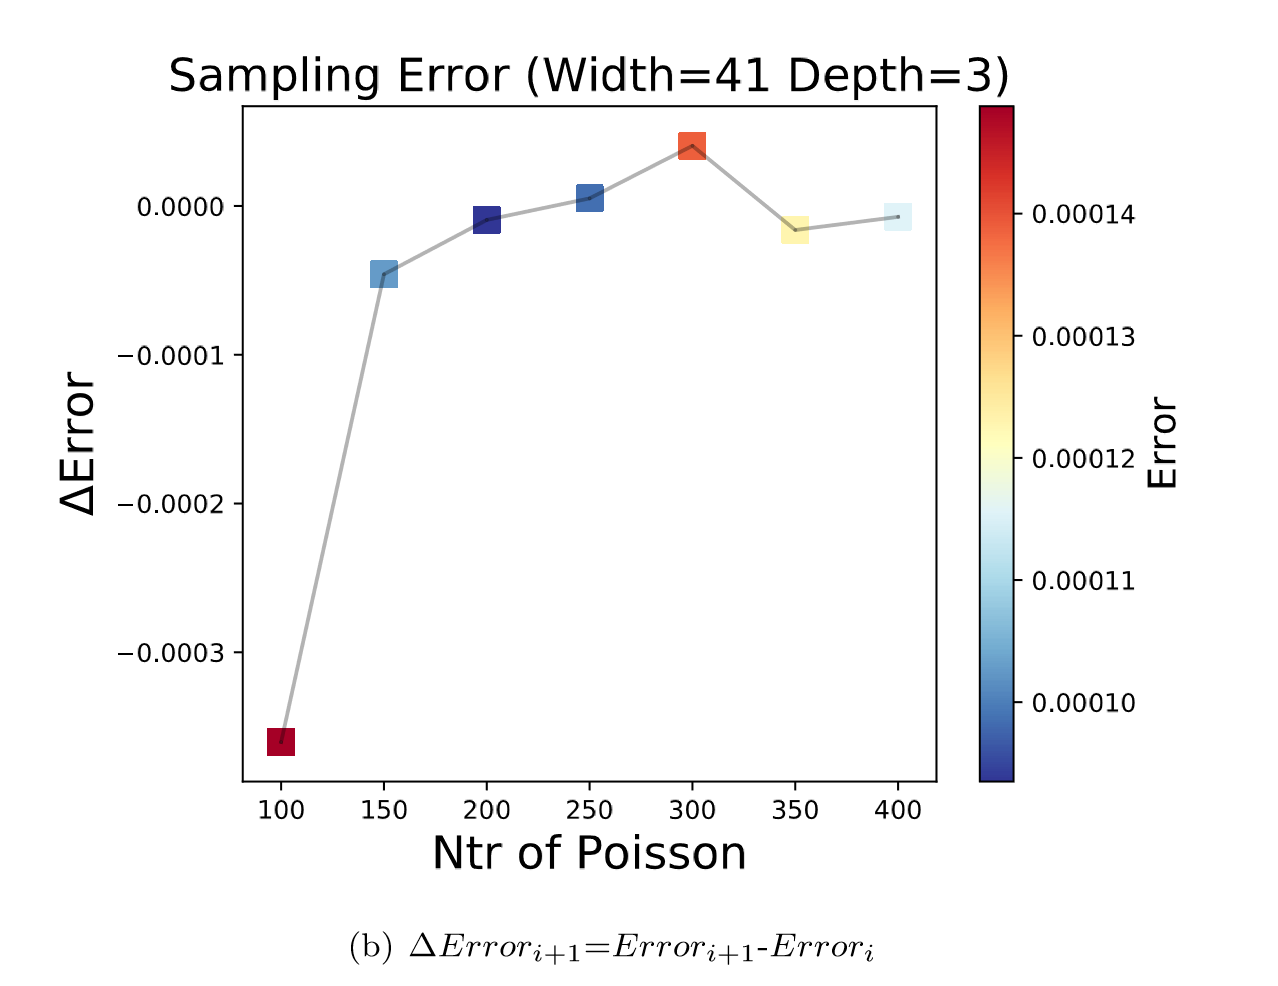 Sampling Error (Width=41 Depth=3)
0.0000
−0.0001
−0.0002
−0.0003
ΔError
100 150 200 250 300 350 400
Ntr of Poisson
0.00014
0.00013
0.00012
0.00011
0.00010
Error
(b) ΔError_{i+1}=Error_{i+1}-Error_i